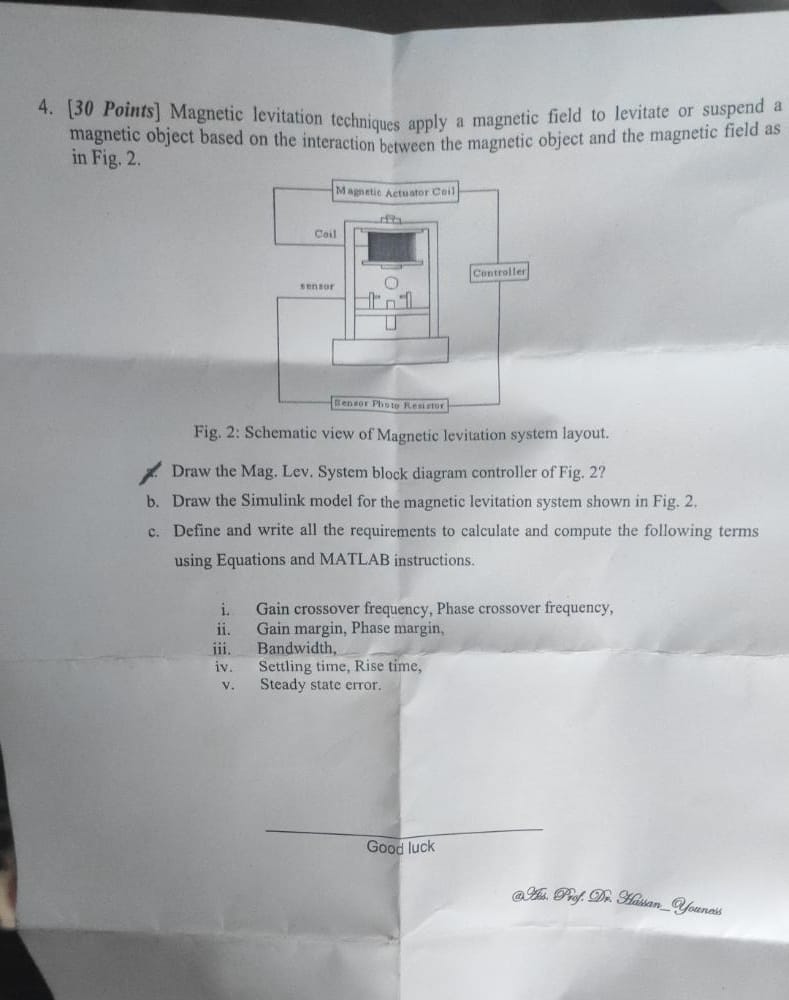 4. [30 Points] Magnetic levitation techniques apply a magnetic field to levitate or suspend a
magnetic object based on the interaction between the magnetic object and the magnetic field as
in Fig. 2.
Magnetic Actuator Coil
Coil
Controller
sensor
Sensor Photo Resistor
Fig. 2: Schematic view of Magnetic levitation system layout.
a. Draw the Mag. Lev. System block diagram controller of Fig. 2?
b. Draw the Simulink model for the magnetic levitation system shown in Fig. 2.
c. Define and write all the requirements to calculate and compute the following terms
using Equations and MATLAB instructions.
i. Gain crossover frequency, Phase crossover frequency,
ii. Gain margin, Phase margin,
iii. Bandwidth,
iv. Settling time, Rise time,
v. Steady state error.
Good luck
@Ass. Prof. Dr. Hassan_Youness